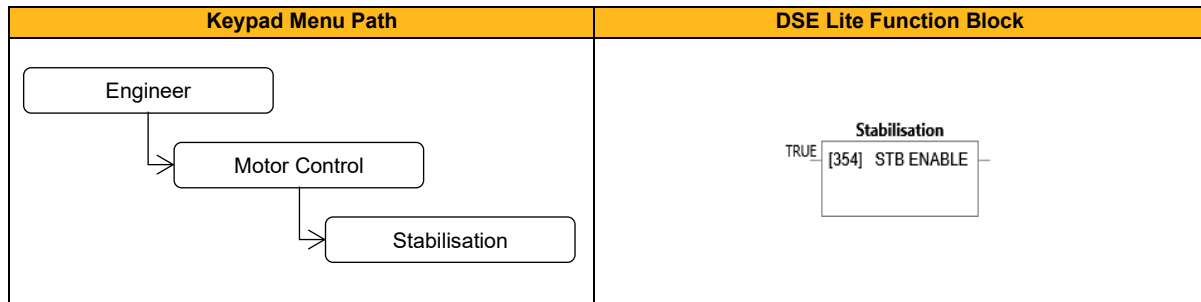 Keypad Menu Path
DSE Lite Function Block
Engineer
Motor Control
Stabilisation
Stabilisation
TRUE
[354] STB ENABLE